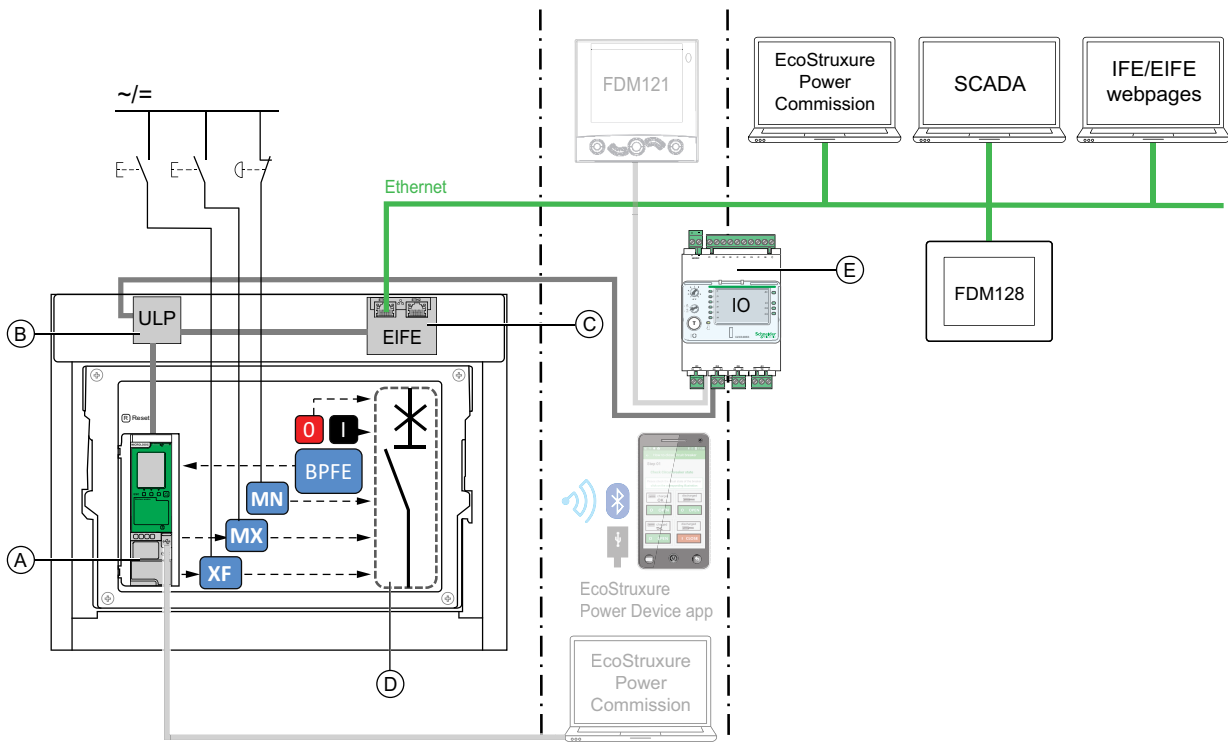 FDM121
EcoStruxure
Power
Commission
SCADA
IFE/EIFE
webpages
~/=
Ethernet
E
IO
Schneider
FDM128
B
ULP
EIFE
C
R Reset
0
I
BPFE
MN
MX
A
XF
EcoStruxure
Power Device app
D
EcoStruxure
Power
Commission